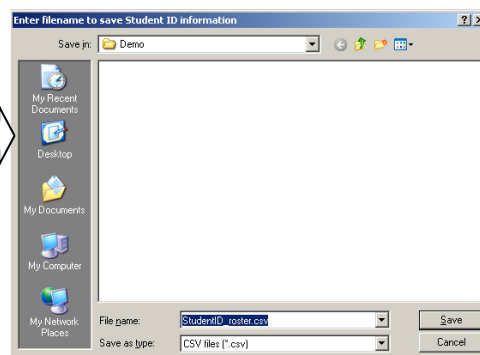 Enter filename to save Student ID information
Save in:
Demo
My Recent
Documents
Desktop
My Documents
My Computer
My Network
Places
File name:
StudentID_roster.csv
Save
Save as type:
CSV files (*.csv)
Cancel